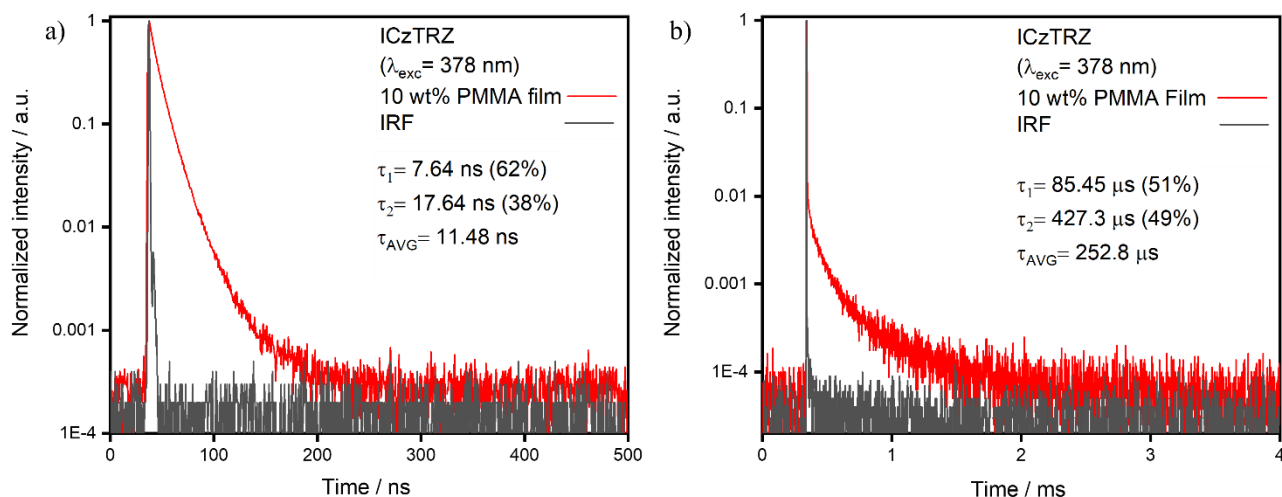 a)
Normalized intensity / a.u.
1
0.1
0.01
0.001
1E-4
ICzTRZ
(λexc= 378 nm)
10 wt% PMMA film
IRF
τ1= 7.64 ns (62%)
τ2= 17.64 ns (38%)
τAVG= 11.48 ns
0 100 200 300 400 500
Time / ns
b)
Normalized intensity / a.u.
1
0.1
0.01
0.001
1E-4
ICzTRZ
(λexc= 378 nm)
10 wt% PMMA Film
IRF
τ1= 85.45 μs (51%)
τ2= 427.3 μs (49%)
τAVG= 252.8 μs
0 1 2 3 4
Time / ms